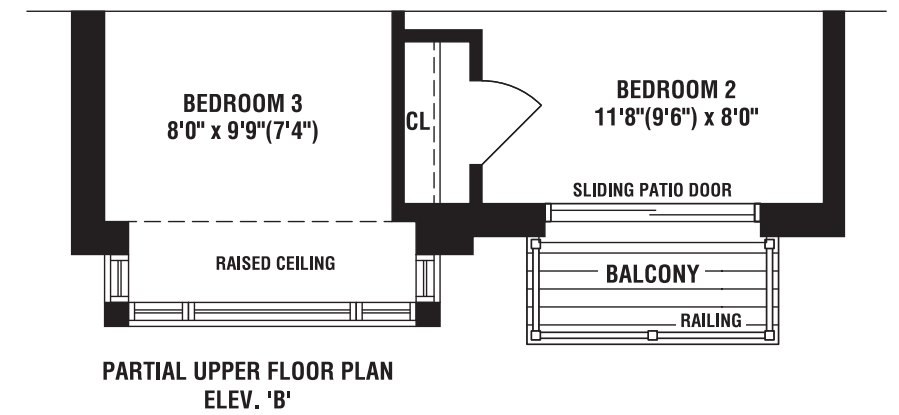 BEDROOM 3
8'0" x 9'9"(7'4")
CL
BEDROOM 2
11'8"(9'6") x 8'0"
SLIDING PATIO DOOR
RAISED CEILING
BALCONY
RAILING
PARTIAL UPPER FLOOR PLAN
ELEV. 'B'